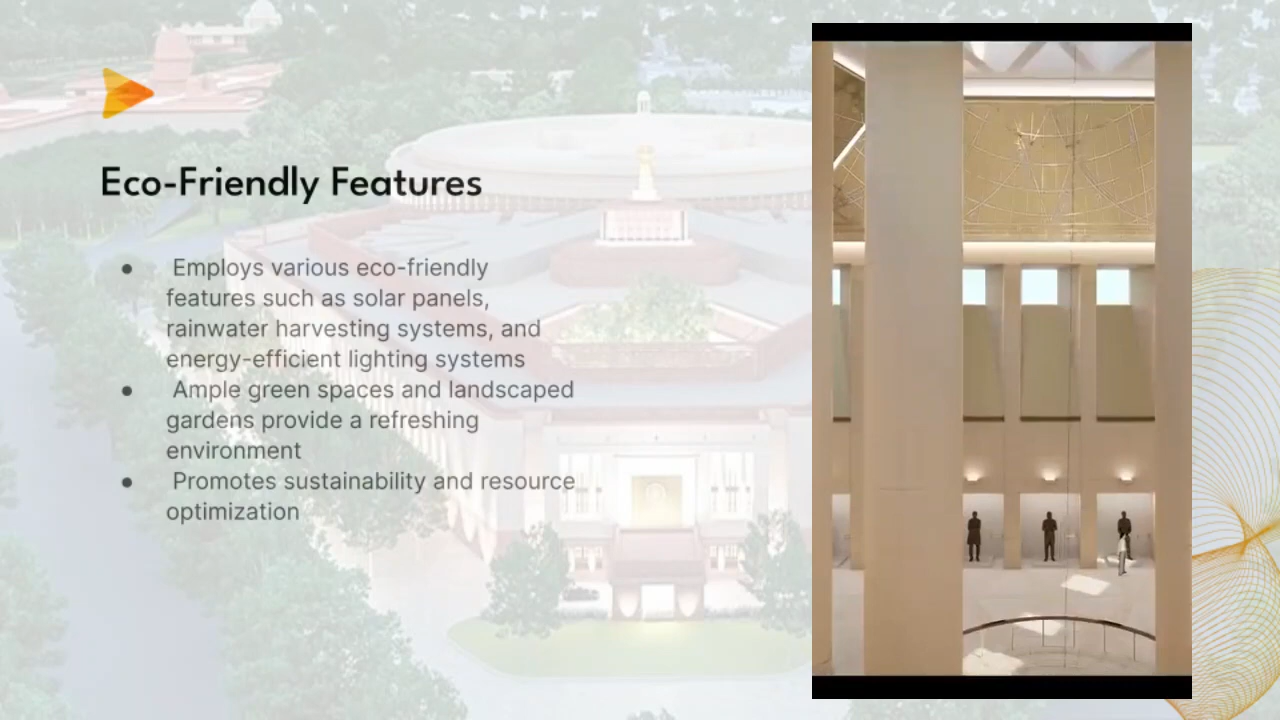 Eco-Friendly Features
● Employs various eco-friendly
features such as solar panels,
rainwater harvesting systems, and
energy-efficient lighting systems
● Ample green spaces and landscaped
gardens provide a refreshing
environment
● Promotes sustainability and resource
optimization